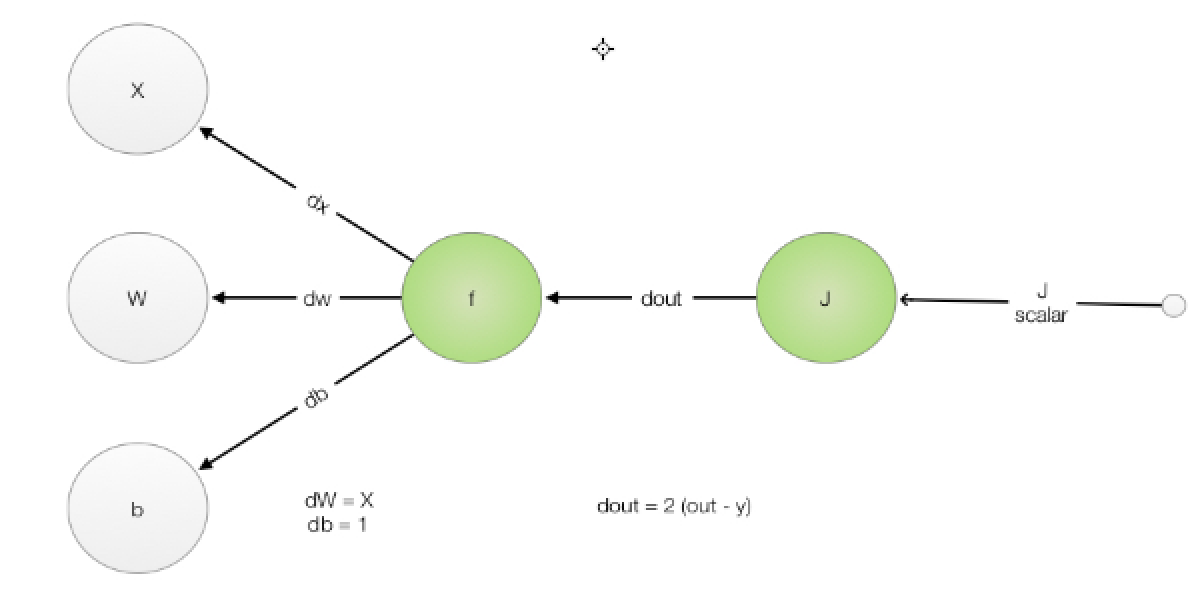 X
dx
W
dw
f
dout
J
J
scalar
db
b
dW = X
db = 1
dout = 2 (out - y)